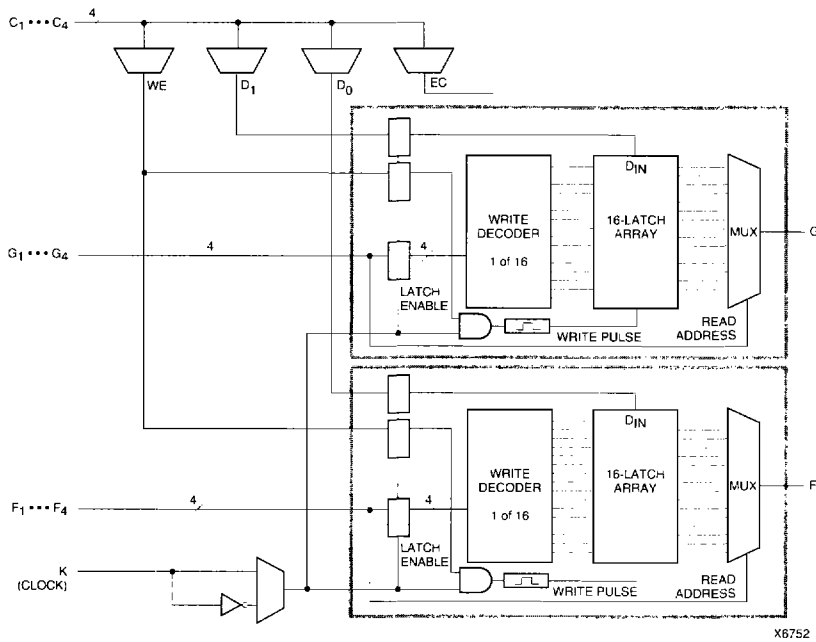 C1 ••• C4
4
WE
D1
D0
EC
DIN
WRITE DECODER
1 of 16
16-LATCH ARRAY
MUX
G'
G1 ••• G4
4
4
LATCH ENABLE
WRITE PULSE
READ ADDRESS
DIN
WRITE DECODER
1 of 16
16-LATCH ARRAY
MUX
F'
F1 ••• F4
4
4
LATCH ENABLE
K
(CLOCK)
WRITE PULSE
READ ADDRESS
X6752